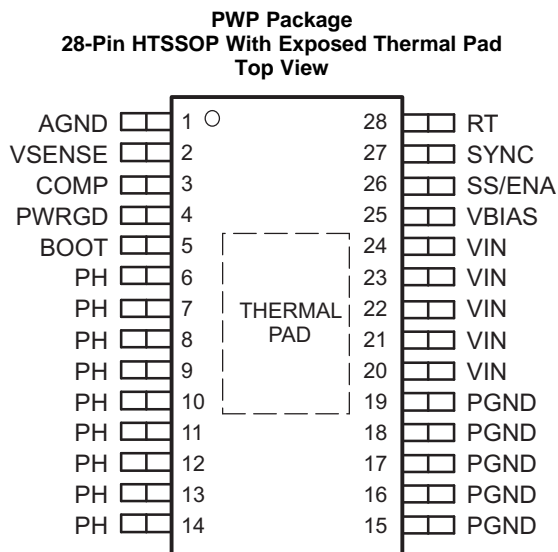 PWP Package
28-Pin HTSSOP With Exposed Thermal Pad
Top View
AGND 1 28 RT
VSENSE 2 27 SYNC
COMP 3 26 SS/ENA
PWRGD 4 25 VBIAS
BOOT 5 24 VIN
PH 6 23 VIN
PH 7 22 VIN
PH 8 21 VIN
PH 9 20 VIN
PH 10 19 PGND
PH 11 18 PGND
PH 12 17 PGND
PH 13 16 PGND
PH 14 15 PGND
THERMAL
PAD